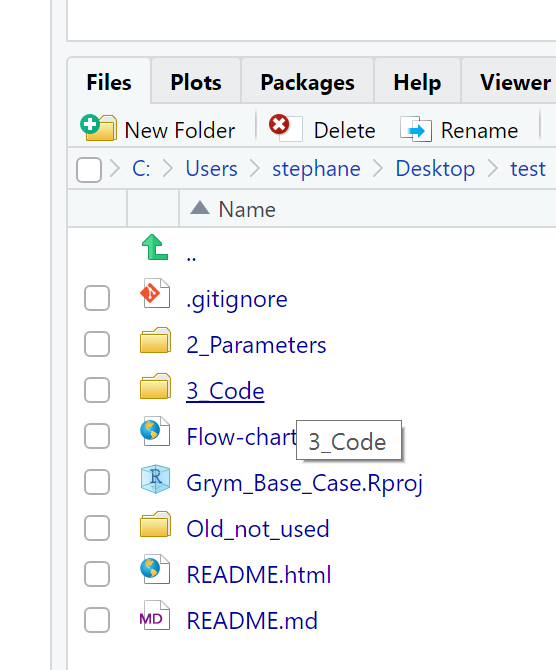 Files Plots Packages Help Viewer
New Folder Delete Rename
C: Users stephane Desktop test
Name
..
.gitignore
2_Parameters
3_Code
Flow-chart
3_Code
Grym_Base_Case.Rproj
Old_not_used
README.html
MD README.md